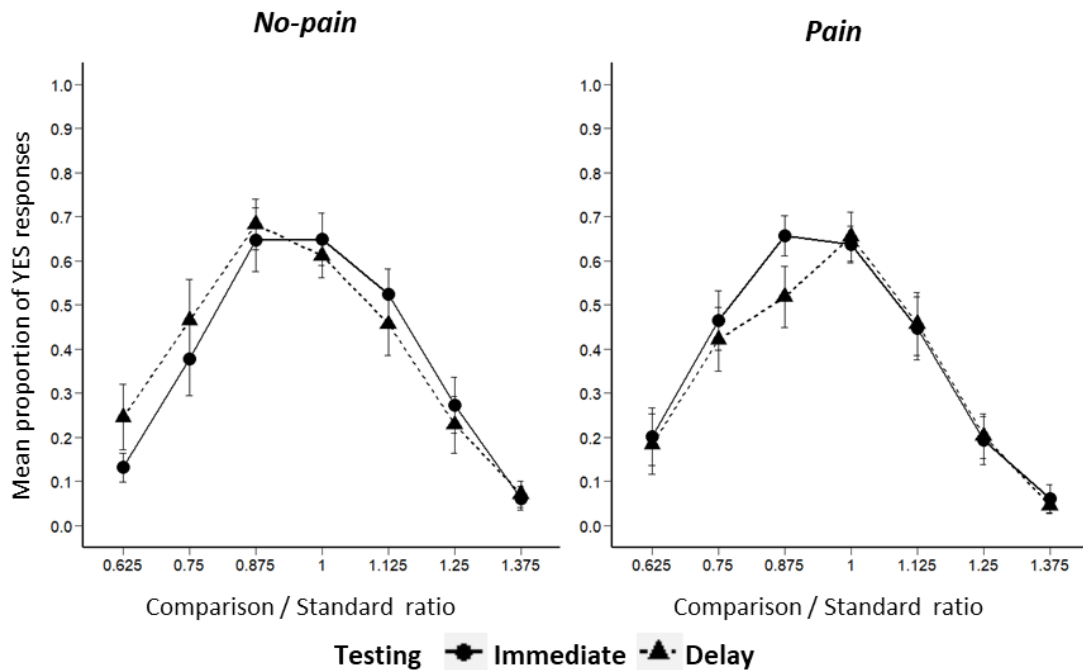 No-pain
Pain
Mean proportion of YES responses
1.0
0.9
0.8
0.7
0.6
0.5
0.4
0.3
0.2
0.1
0.0
0.625 0.75 0.875 1 1.125 1.25 1.375
Comparison / Standard ratio
1.0
0.9
0.8
0.7
0.6
0.5
0.4
0.3
0.2
0.1
0.0
0.625 0.75 0.875 1 1.125 1.25 1.375
Comparison / Standard ratio
Testing Immediate Delay